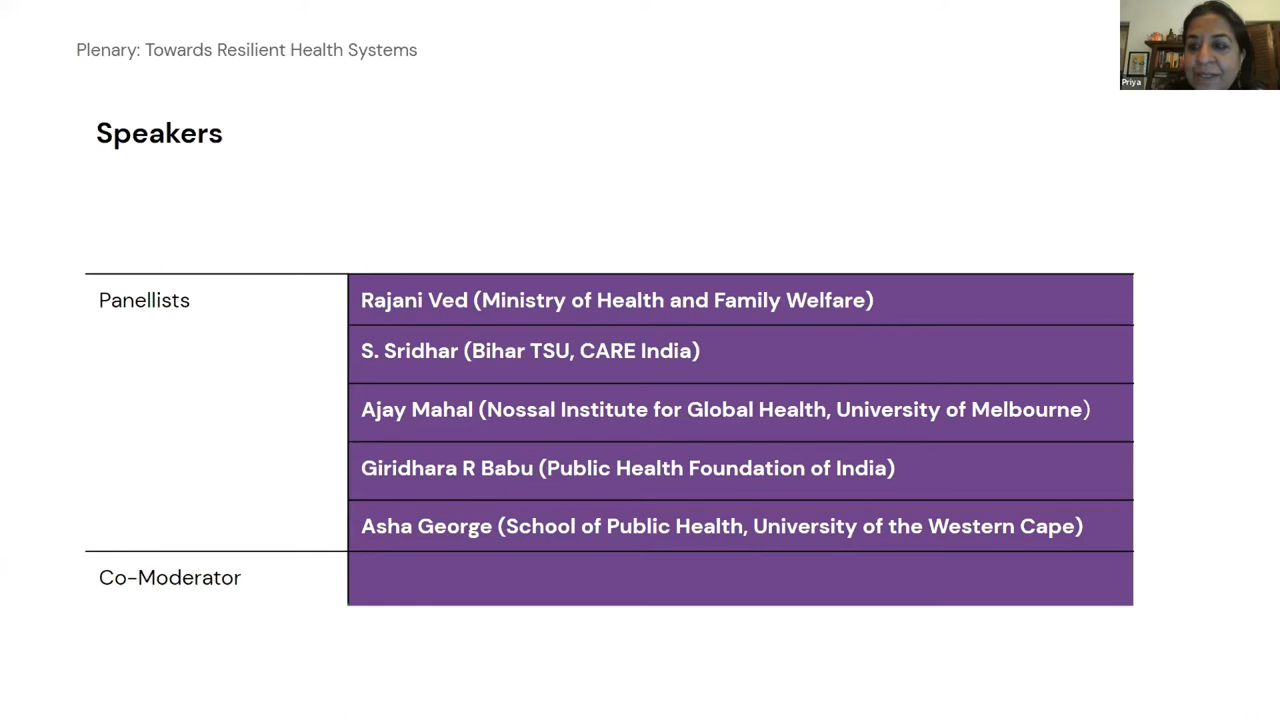 Plenary: Towards Resilient Health Systems
Priya
Speakers
Panellists
Rajani Ved (Ministry of Health and Family Welfare)
S. Sridhar (Bihar TSU, CARE India)
Ajay Mahal (Nossal Institute for Global Health, University of Melbourne)
Giridhara R Babu (Public Health Foundation of India)
Asha George (School of Public Health, University of the Western Cape)
Co-Moderator